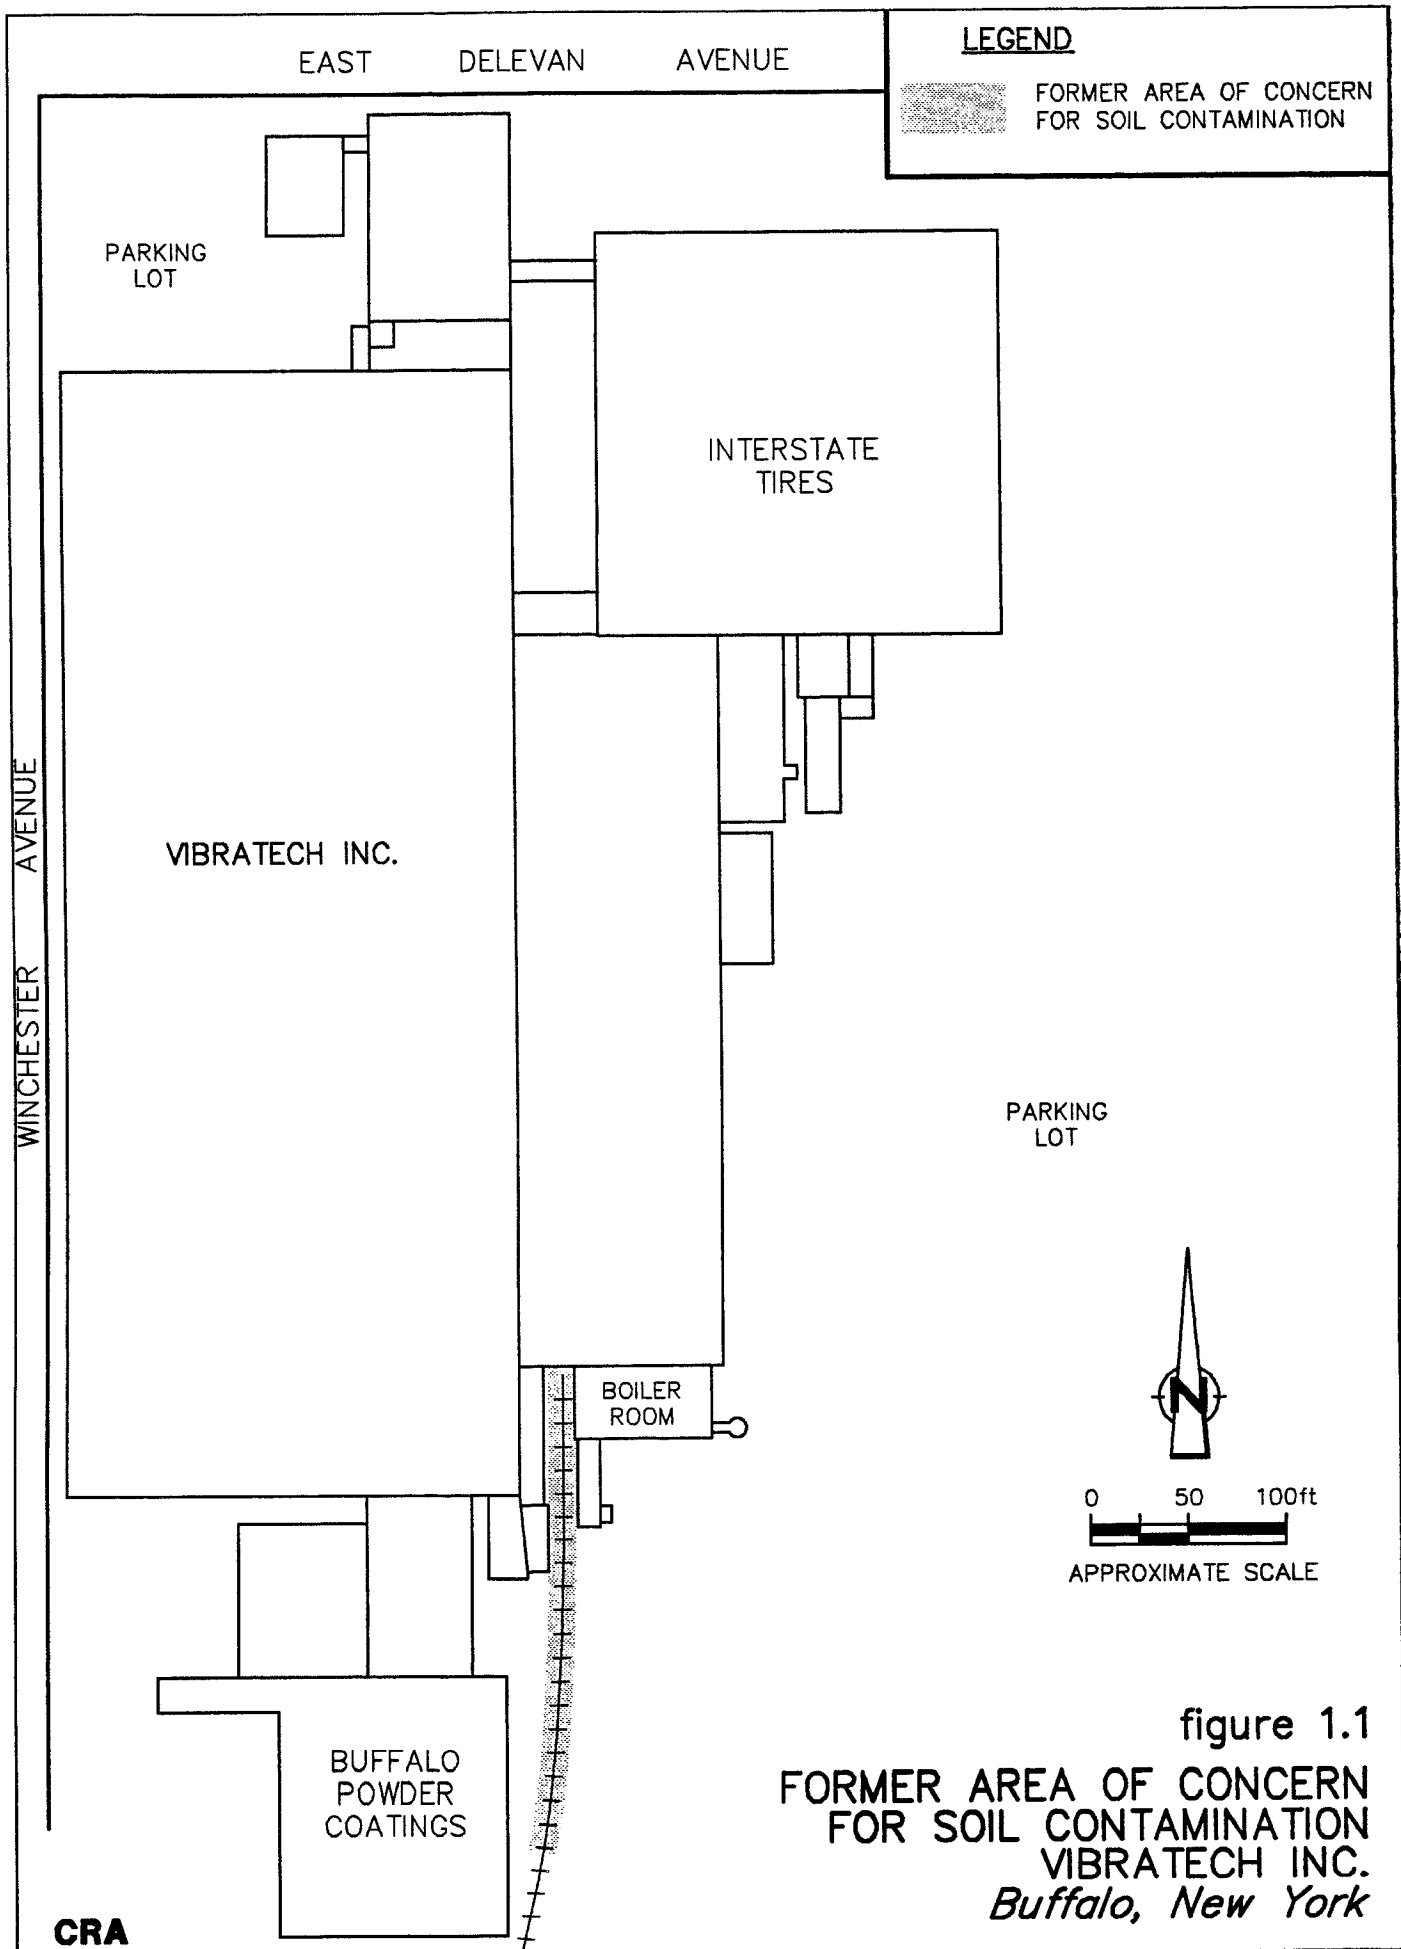 EAST DELEVAN AVENUE
LEGEND
FORMER AREA OF CONCERN
FOR SOIL CONTAMINATION
PARKING
LOT
INTERSTATE
TIRES
WINCHESTER AVENUE
VIBRATECH INC.
PARKING
LOT
BOILER
ROOM
N
0 50 100ft
APPROXIMATE SCALE
BUFFALO
POWDER
COATINGS
figure 1.1
FORMER AREA OF CONCERN
FOR SOIL CONTAMINATION
VIBRATECH INC.
Buffalo, New York
CRA